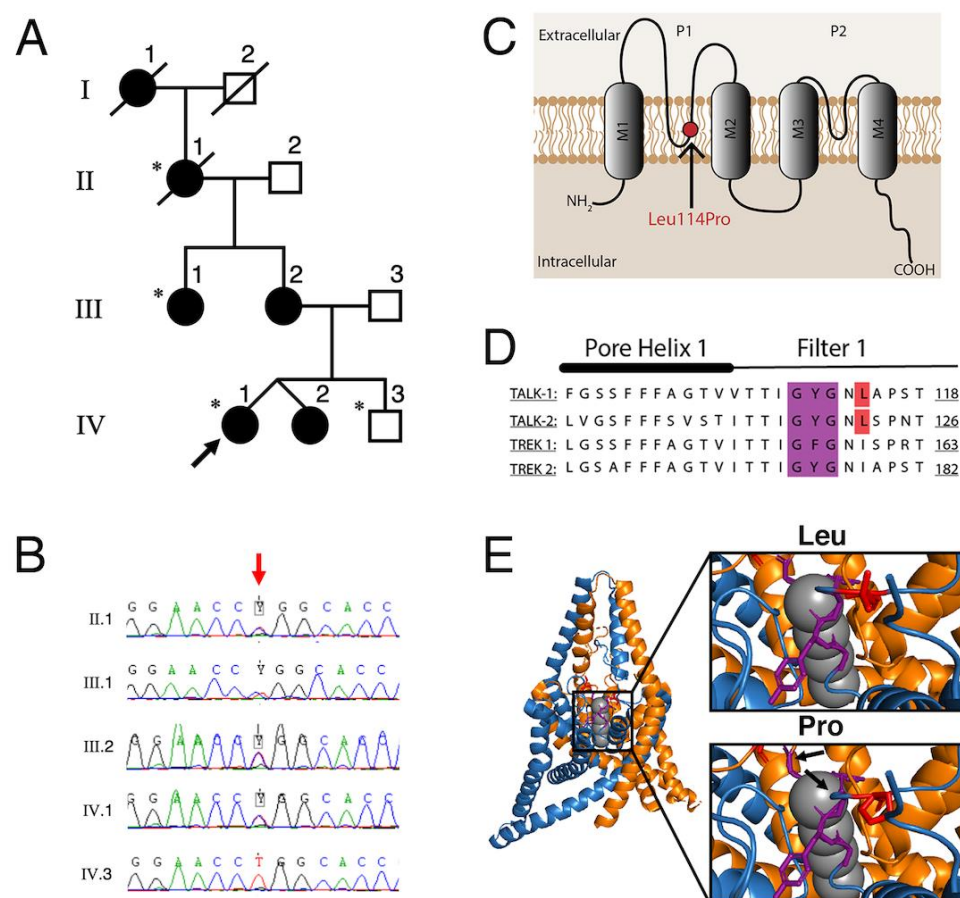 A
1
2
I
* 1
2
II
* 1
2
3
III
* 1
2
* 3
IV
B
II.1 G G A A C C Y G G C A C C
III.1 G G A A C C Y G G C A C C
III.2 G G A A C C Y G G C A C C
IV.1 G G A A C C Y G G C A C C
IV.3 G G A A C C T G G C A C C
C
Extracellular P1 P2
M1 M2 M3 M4
NH2
Leu114Pro
Intracellular
COOH
D
Pore Helix 1 Filter 1
TALK-1: F G S S F F F A G T V V T T I G Y G N L A P S T 118
TALK-2: L V G S F F F S V S T I T T I G Y G N L S P N T 126
TREK 1: L G S S F F F A G T V I T T I G F G N I S P R T 163
TREK 2: L G S A F F F A G T V I T T I G Y G N I A P S T 182
E
Leu
Pro